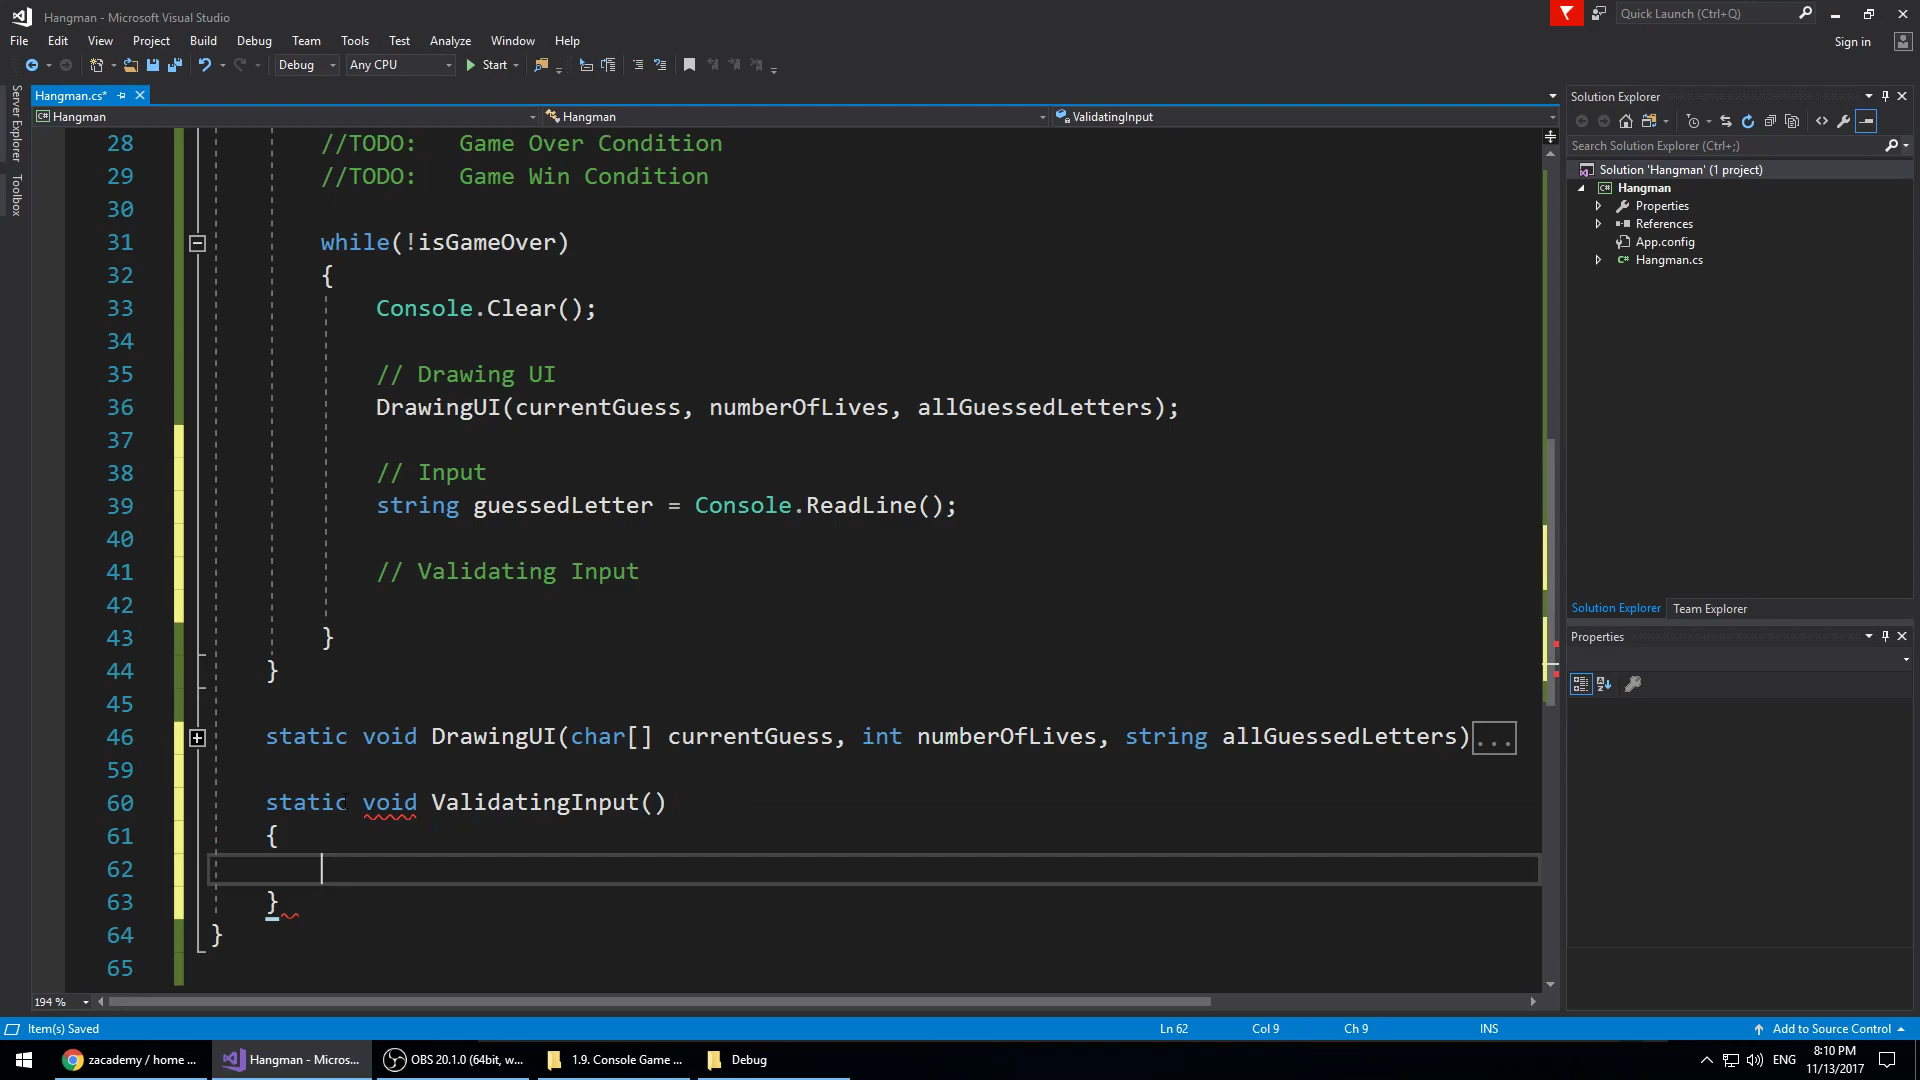 Hangman - Microsoft Visual Studio
Quick Launch (Ctrl+Q)
File Edit View Project Build Debug Team Tools Test Analyze Window Help
Sign in
Debug Any CPU Start
Server Explorer
Toolbox
Hangman.cs*
Hangman Hangman ValidatingInput
28 //TODO: Game Over Condition
29 //TODO: Game Win Condition
30
31 while(!isGameOver)
32 {
33 Console.Clear();
34
35 // Drawing UI
36 DrawingUI(currentGuess, numberOfLives, allGuessedLetters);
37
38 // Input
39 string guessedLetter = Console.ReadLine();
40
41 // Validating Input
42
43 }
44 }
45
46 static void DrawingUI(char[] currentGuess, int numberOfLives, string allGuessedLetters)...
59
60 static void ValidatingInput()
61 {
62
63 }
64 }
65
194 %
Solution Explorer
Search Solution Explorer (Ctrl+;)
Solution 'Hangman' (1 project)
C# Hangman
Properties
References
App.config
C# Hangman.cs
Solution Explorer Team Explorer
Properties
Item(s) Saved Ln 62 Col 9 Ch 9 INS Add to Source Control
zacademy / home ... Hangman - Micros... OBS 20.1.0 (64bit, w... 1.9. Console Game ... Debug
ENG 8:10 PM
11/13/2017